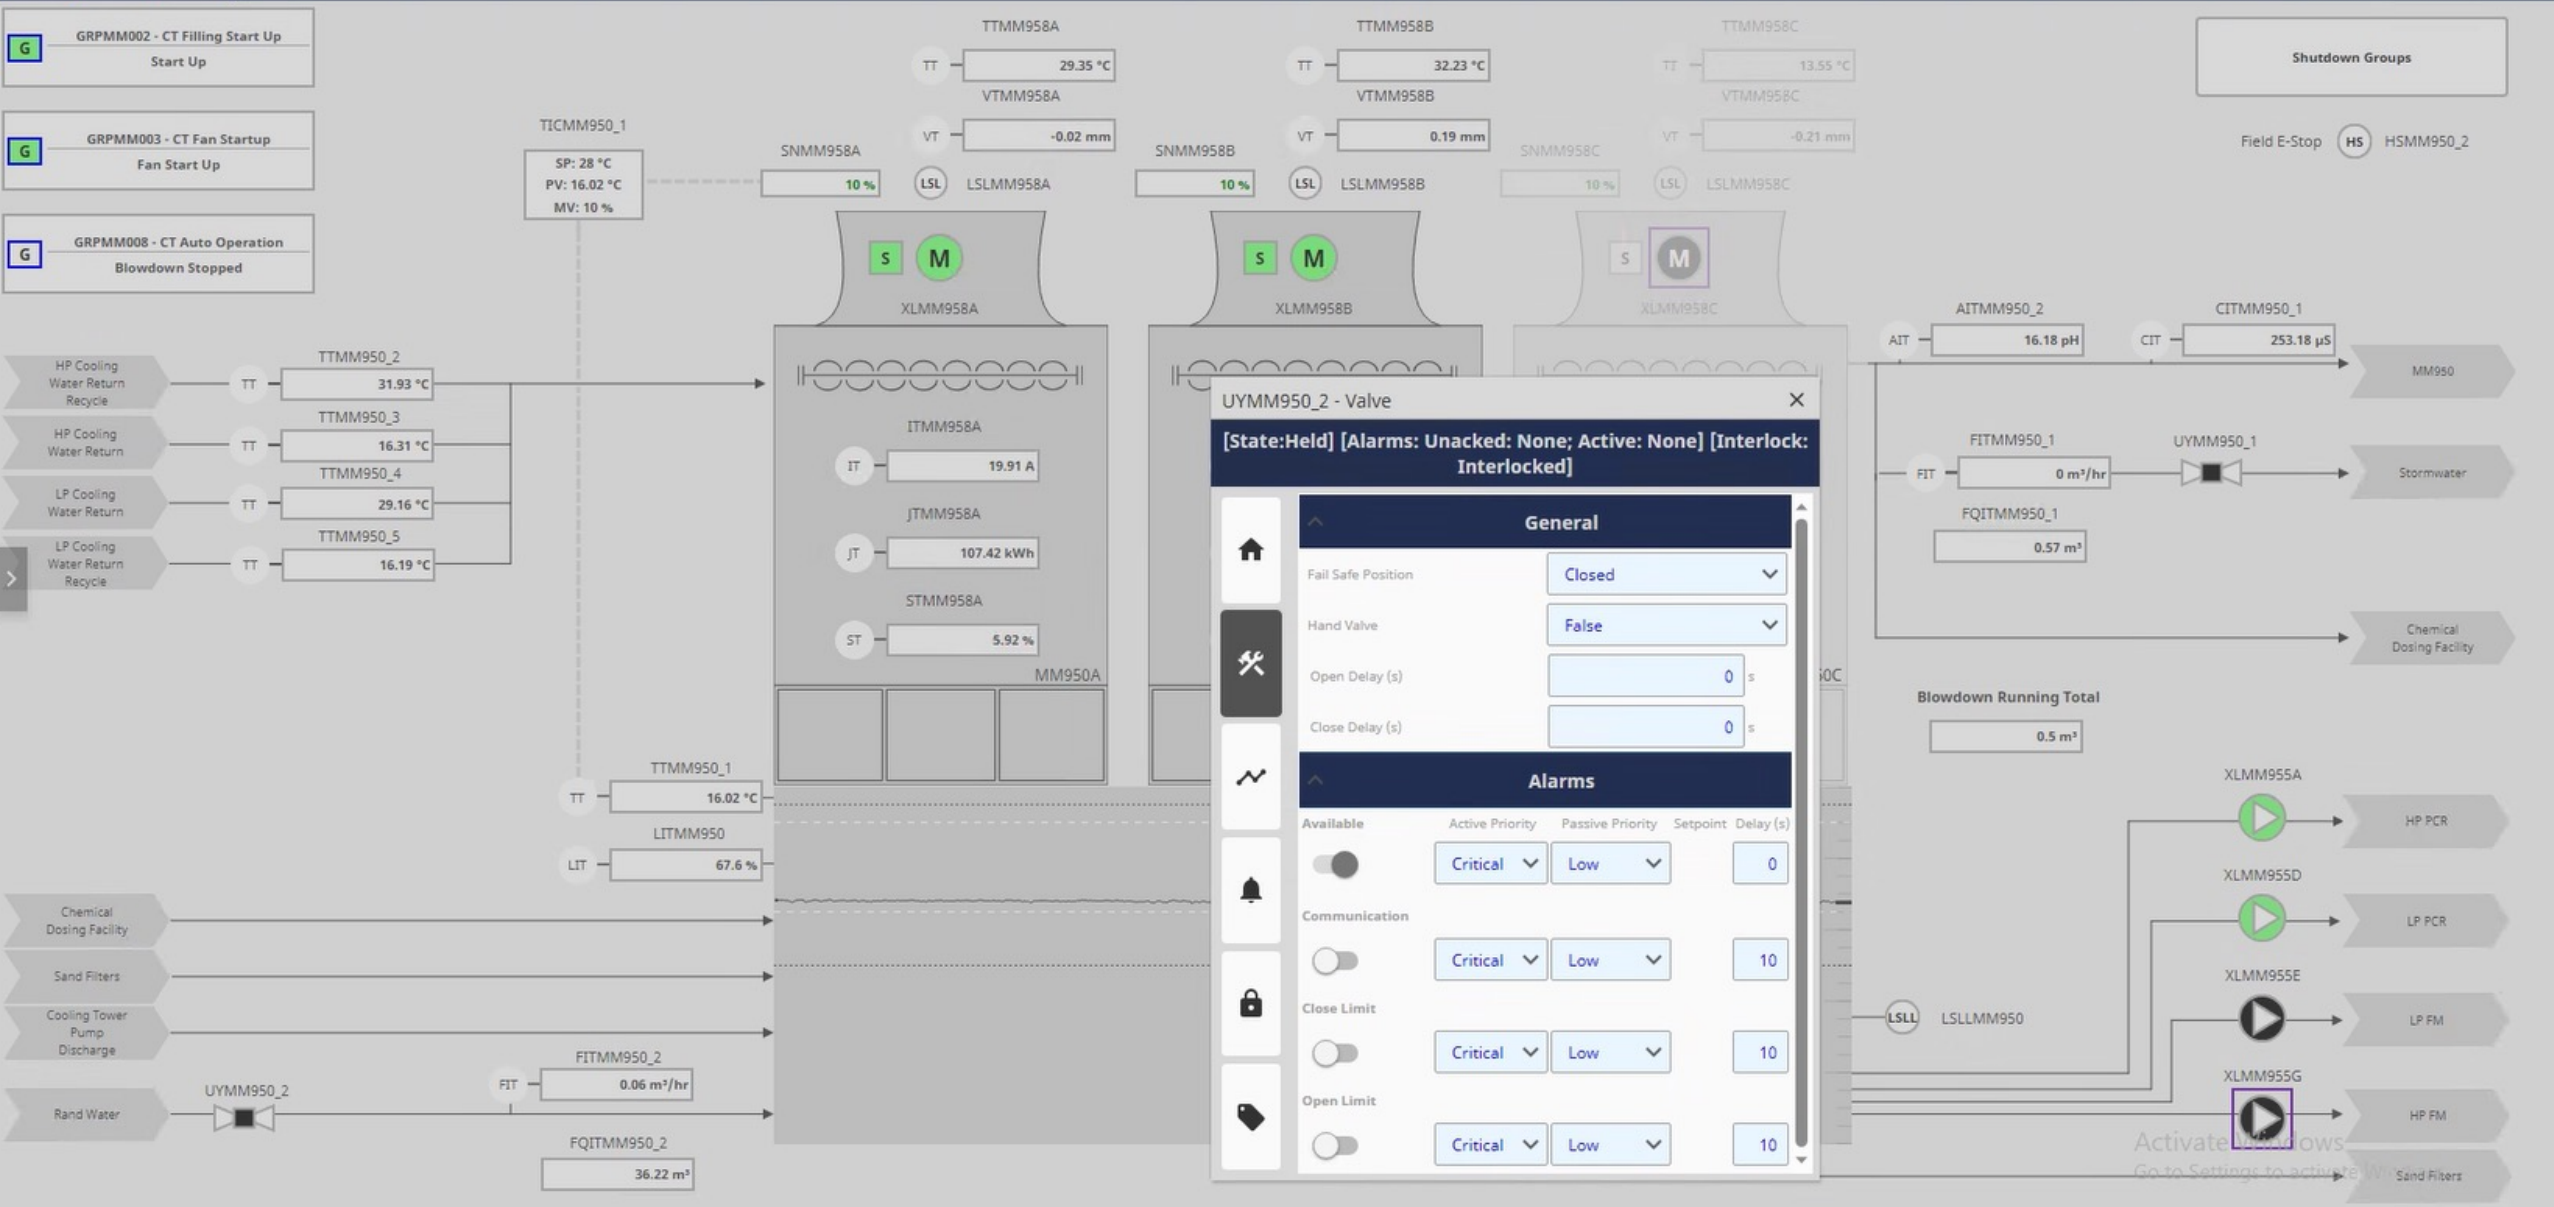 G
GRPMM002 - CT Filling Start Up
Start Up
G
GRPMM003 - CT Fan Startup
Fan Start Up
G
GRPMM008 - CT Auto Operation
Blowdown Stopped
TICMM950_1
SP: 28 °C
PV: 16.02 °C
MV: 10 %
SNMM958A
10 %
TTMM958A
TT
29.35 °C
VTMM958A
VT
-0.02 mm
LSL
LSLMM958A
S
M
XLMM958A
SNMM958B
10 %
TTMM958B
TT
32.23 °C
VTMM958B
VT
0.19 mm
LSL
LSLMM958B
S
M
XLMM958B
SNMM958C
10 %
TTMM958C
TT
13.55 °C
VTMM958C
VT
-0.21 mm
LSL
LSLMM958C
S
M
XLMM958C
Shutdown Groups
Field E-Stop
HS
HSMM950_2
HP Cooling
Water Return
Recycle
TTMM950_2
TT
31.93 °C
HP Cooling
Water Return
TTMM950_3
TT
16.31 °C
LP Cooling
Water Return
TTMM950_4
TT
29.16 °C
LP Cooling
Water Return
Recycle
TTMM950_5
TT
16.19 °C
ITMM958A
IT
19.91 A
JTMM958A
JT
107.42 kWh
STMM958A
ST
5.92 %
MM950A
TTMM950_1
TT
16.02 °C
LITMM950
LIT
67.6 %
Chemical
Dosing Facility
Sand Filters
Cooling Tower
Pump
Discharge
Rand Water
UYMM950_2
FITMM950_2
FIT
0.06 m³/hr
FQITMM950_2
36.22 m³
UYMM950_2 - Valve
[State:Held] [Alarms: Unacked: None; Active: None] [Interlock:
Interlocked]
General
Fail Safe Position
Closed
Hand Valve
False
Open Delay (s)
0 s
Close Delay (s)
0 s
Alarms
Available Active Priority Passive Priority Setpoint Delay (s)
Critical Low 0
Communication
Critical Low 10
Close Limit
Critical Low 10
Open Limit
Critical Low 10
50C
AITMM950_2
AIT
16.18 pH
CITMM950_1
CIT
253.18 µS
MM950
FITMM950_1
FIT
0 m³/hr
UYMM950_1
Stormwater
FQITMM950_1
0.57 m³
Chemical
Dosing Facility
Blowdown Running Total
0.5 m³
XLMM955A
HP PCR
XLMM955D
LP PCR
XLMM955E
LP FM
LSLL
LSLLMM950
XLMM955G
HP FM
Activate Windows
Go to Settings to activate
Sand Filters